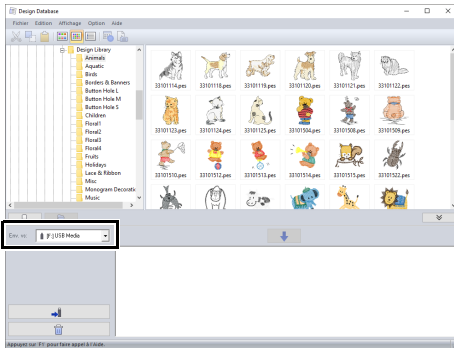 Design Database
Fichier Edition Affichage Option Aide
Design Library
Animals
Aquatic
Birds
Borders & Banners
Button Hole L
Button Hole M
Button Hole S
Children
Floral1
Floral2
Floral3
Floral4
Fruits
Holidays
Lace & Ribbon
Misc
Monogram Decorati
Music
33101114.pes 33101118.pes 33101119.pes 33101120.pes 33101121.pes 33101122.pes
33101123.pes 33101124.pes 33101125.pes 33101504.pes 33101508.pes 33101509.pes
33101510.pes 33101512.pes 33101513.pes 33101514.pes 33101515.pes 33101522.pes
Env. vs: (F:) USB Media
Appuyez sur 'F1' pour faire appel à l'aide.